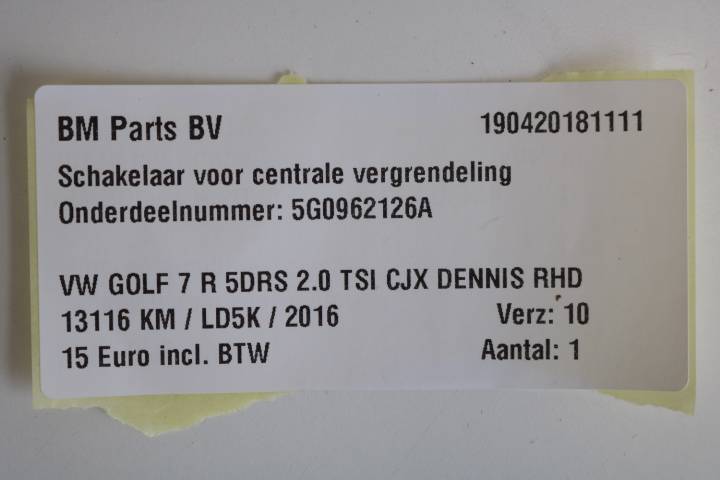 BM Parts BV 190420181111
Schakelaar voor centrale vergrendeling
Onderdeelnummer: 5G0962126A
VW GOLF 7 R 5DRS 2.0 TSI CJX DENNIS RHD
13116 KM / LD5K / 2016 Verz: 10
15 Euro incl. BTW Aantal: 1